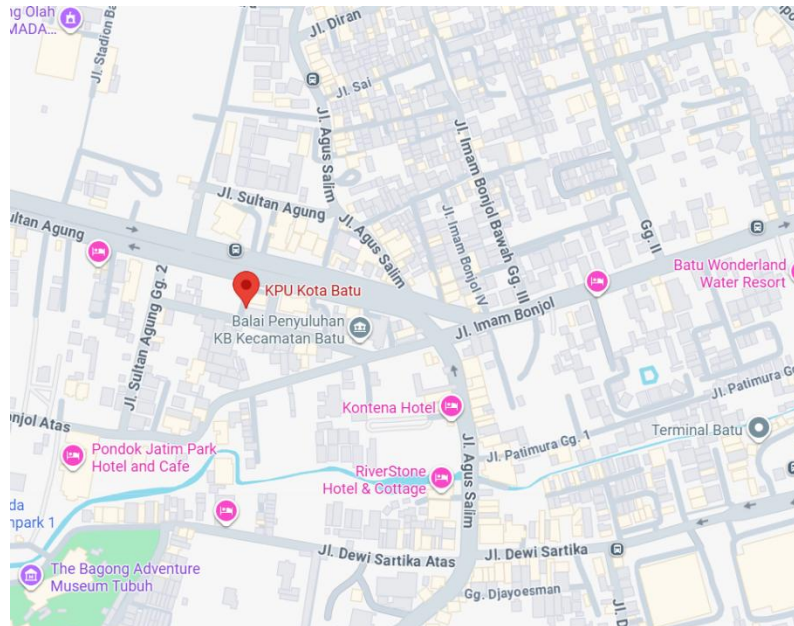 ng Olah
MADA...
Jl. Stadion Ba
Jl. Diran
Jl. Sai
Jl. Agus Salim
Jl. Imam Bonjol Bawah Gg. III
Jl. Imam Bonjol IV
Gg. II
Jl. Sultan Agung
Jl. Agus Salim
ultan Agung
Jl. Sultan Agung Gg. 2
KPU Kota Batu
Balai Penyuluhan
KB Kecamatan Batu
Jl. Imam Bonjol
Batu Wonderland
Water Resort
Jl. Patimura Gg
Kontena Hotel
Jl. Agus Salim
Jl. Patimura Gg. 1
Terminal Batu
onjol Atas
Pondok Jatim Park
Hotel and Cafe
RiverStone
Hotel & Cottage
da
npark 1
The Bagong Adventure
Museum Tubuh
Jl. Dewi Sartika Atas
Jl. Dewi Sartika
Gg. Djayoesman
Jl. D